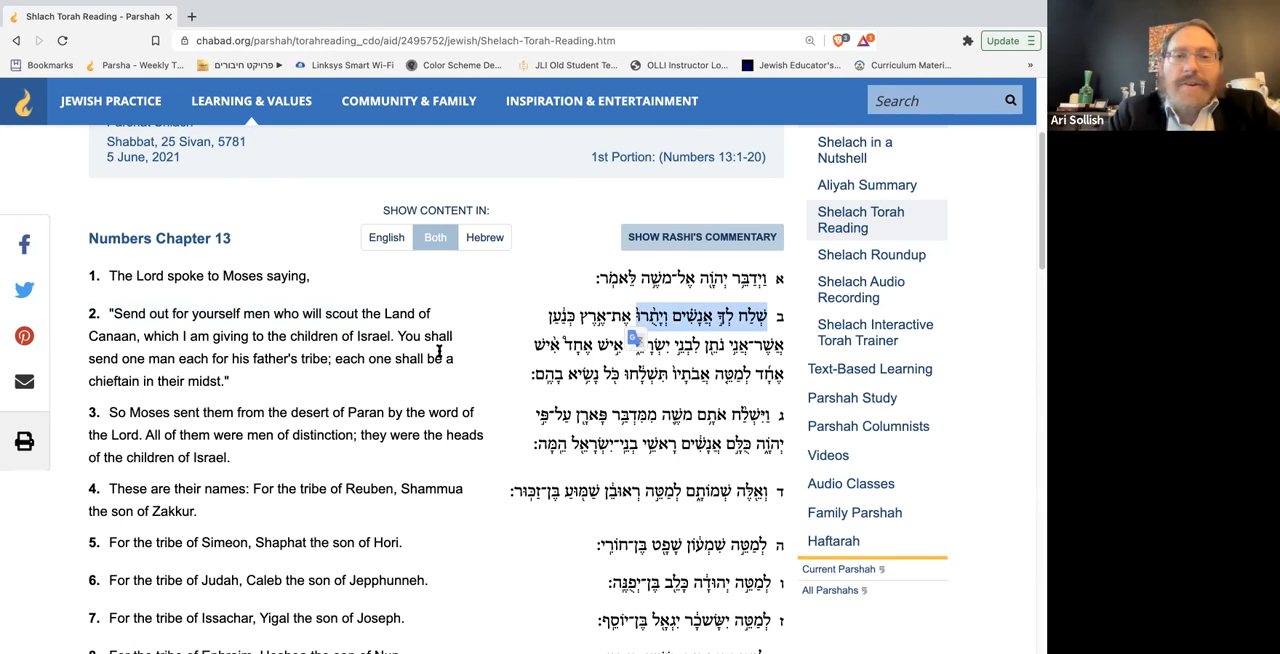 Shlach Torah Reading - Parshah
chabad.org/parshah/torahreading_cdo/aid/2495752/jewish/Shelach-Torah-Reading.htm
3
1
Update
Bookmarks
Parsha - Weekly T...
פרויקט חיבורים
Linksys Smart Wi-Fi
Color Scheme De...
JLI Old Student Te...
OLLI Instructor Lo...
Jewish Educator's...
Curriculum Materi...
»
JEWISH PRACTICE
LEARNING & VALUES
COMMUNITY & FAMILY
INSPIRATION & ENTERTAINMENT
Search
Ari Sollish
Shabbat, 25 Sivan, 5781
5 June, 2021
1st Portion: (Numbers 13:1-20)
SHOW CONTENT IN:
Numbers Chapter 13
English
Both
Hebrew
SHOW RASHI'S COMMENTARY
1. The Lord spoke to Moses saying,
א וַיְדַבֵּ֥ר יְהֹוָ֖ה אֶל־משֶׁ֥ה לֵּאמֹֽר:
2. "Send out for yourself men who will scout the Land of
Canaan, which I am giving to the children of Israel. You shall
send one man each for his father's tribe; each one shall be a
chieftain in their midst."
ב שְׁלַח לְךָ֣ אֲנָשִׁ֗ים וְיָתֻ֨רוּ֙ אֶת־אֶ֣רֶץ כְּנַ֔עַן
אֲשֶׁר־אֲנִ֥י נֹתֵ֖ן לִבְנֵ֣י אִ֣ישׁ אֶחָד֩ אִ֨ישׁ
אֶחָ֜ד לְמַטֵּ֤ה אֲבֹתָיו֙ תִּשְׁלָ֔חוּ כֹּ֖ל נָשִׂ֥יא בָהֶֽם:
3. So Moses sent them from the desert of Paran by the word of
the Lord. All of them were men of distinction; they were the heads
of the children of Israel.
ג וַיִּשְׁלַ֨ח אֹתָ֥ם משֶׁ֛ה מִמִּדְבַּ֥ר פָּארָ֖ן עַל־פִּ֣י
יְהֹוָ֑ה כֻּלָּ֣ם אֲנָשִׁ֔ים רָאשֵׁ֥י בְנֵֽי־יִשְׂרָאֵ֖ל הֵֽמָּה:
4. These are their names: For the tribe of Reuben, Shammua
the son of Zakkur.
ד וְאֵ֖לֶּה שְׁמוֹתָ֑ם לְמַטֵּ֣ה רְאוּבֵ֔ן שַׁמּ֖וּעַ בֶּן־זַכּֽוּר:
5. For the tribe of Simeon, Shaphat the son of Hori.
ה לְמַטֵּ֣ה שִׁמְע֔וֹן שָׁפָ֖ט בֶּן־חוֹרִֽי:
6. For the tribe of Judah, Caleb the son of Jepphunneh.
ו לְמַטֵּ֣ה יְהוּדָ֔ה כָּלֵ֖ב בֶּן־יְפֻנֶּֽה:
7. For the tribe of Issachar, Yigal the son of Joseph.
ז לְמַטֵּ֣ה יִשָּׂשכָ֔ר יִגְאָ֖ל בֶּן־יוֹסֵֽף:
Shelach in a
Nutshell
Aliyah Summary
Shelach Torah
Reading
Shelach Roundup
Shelach Audio
Recording
Shelach Interactive
Torah Trainer
Text-Based Learning
Parshah Study
Parshah Columnists
Videos
Audio Classes
Family Parshah
Haftarah
Current Parshah
All Parshahs